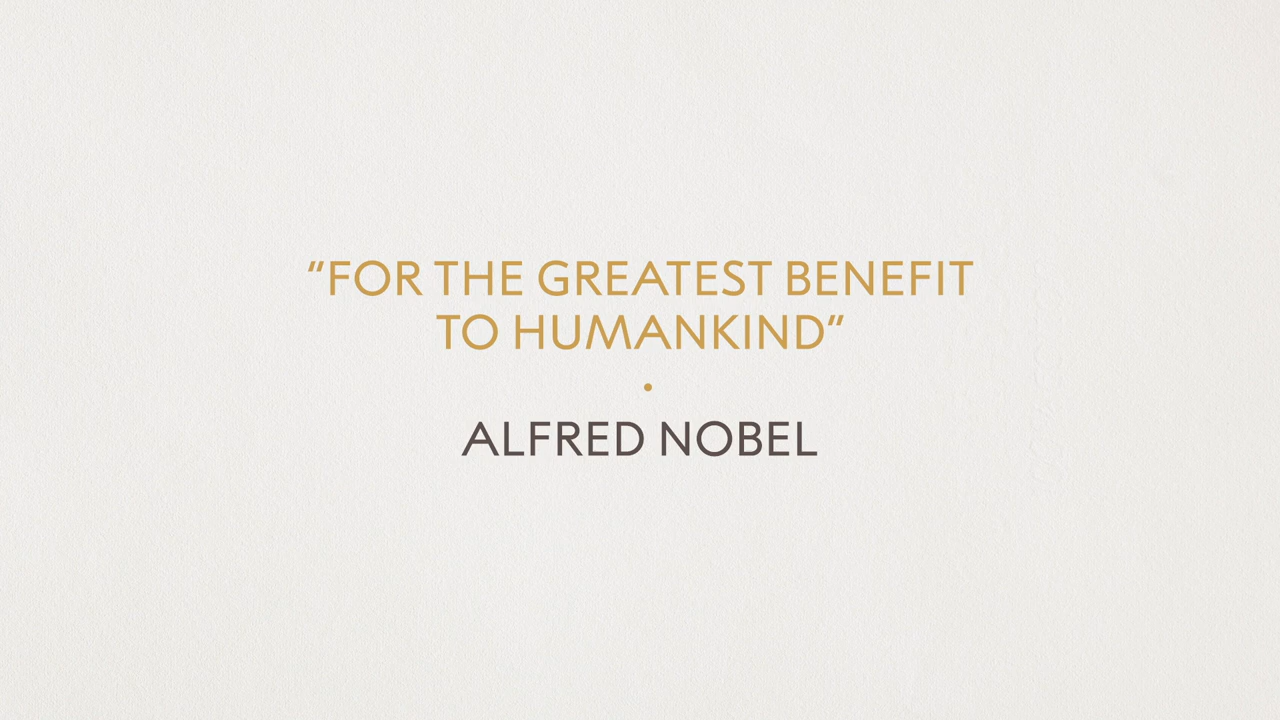 “FOR THE GREATEST BENEFIT
TO HUMANKIND”
•
ALFRED NOBEL